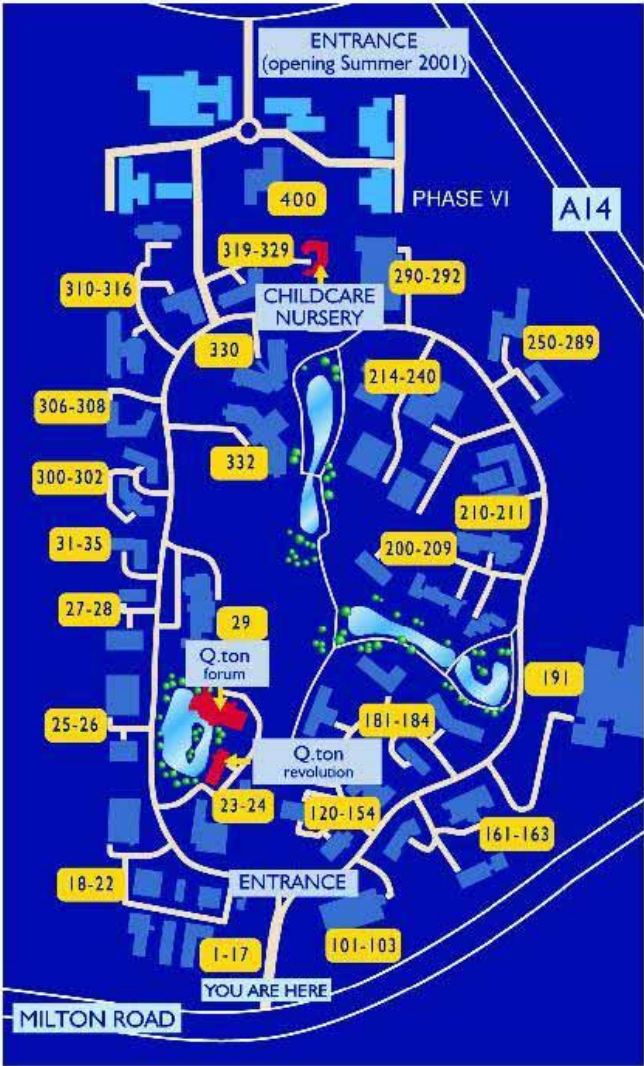 ENTRANCE
(opening Summer 2001)
400
PHASE VI
A14
319-329
290-292
310-316
CHILDCARE
NURSERY
330
250-289
214-240
306-308
332
300-302
210-211
31-35
200-209
27-28
29
Q.ton
forum
191
25-26
181-184
Q.ton
revolution
23-24
120-154
161-163
18-22
ENTRANCE
1-17
101-103
YOU ARE HERE
MILTON ROAD